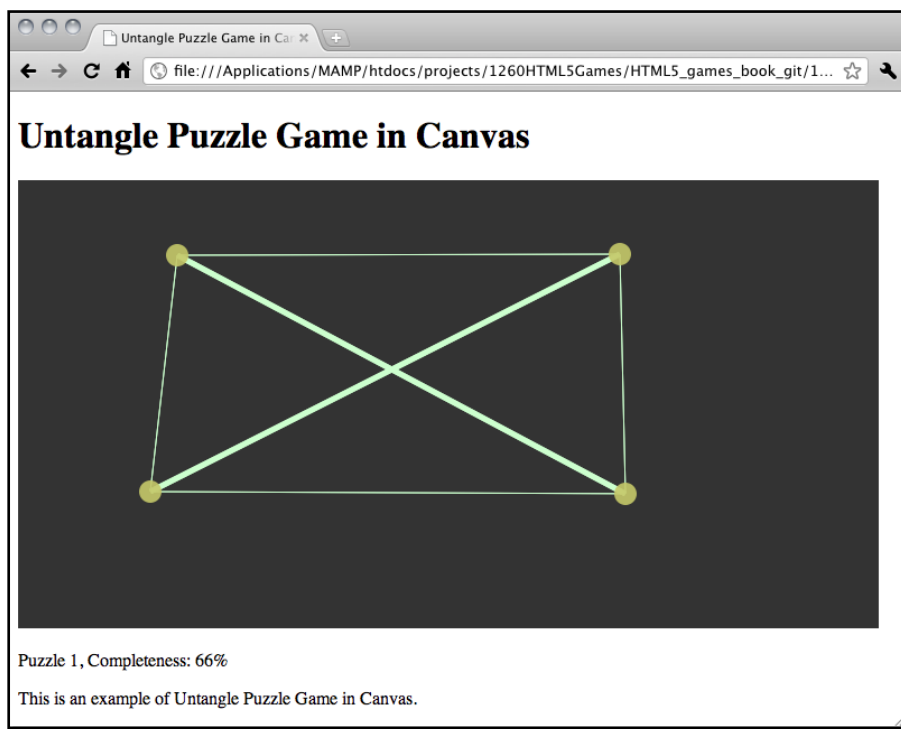 Untangle Puzzle Game in Ca
file:///Applications/MAMP/htdocs/projects/1260HTML5Games/HTML5_games_book_git/1...
Untangle Puzzle Game in Canvas
Puzzle 1, Completeness: 66%
This is an example of Untangle Puzzle Game in Canvas.